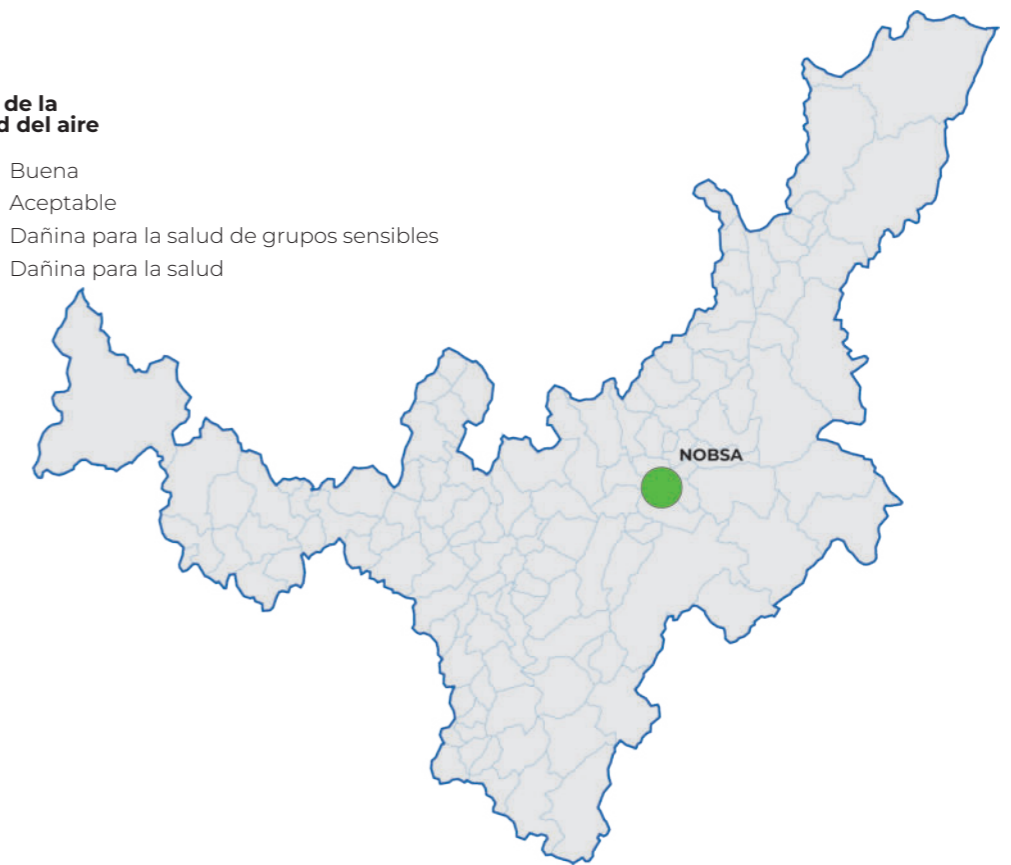 de la
d del aire
Buena
Aceptable
Dañina para la salud de grupos sensibles
Dañina para la salud
NOBSA